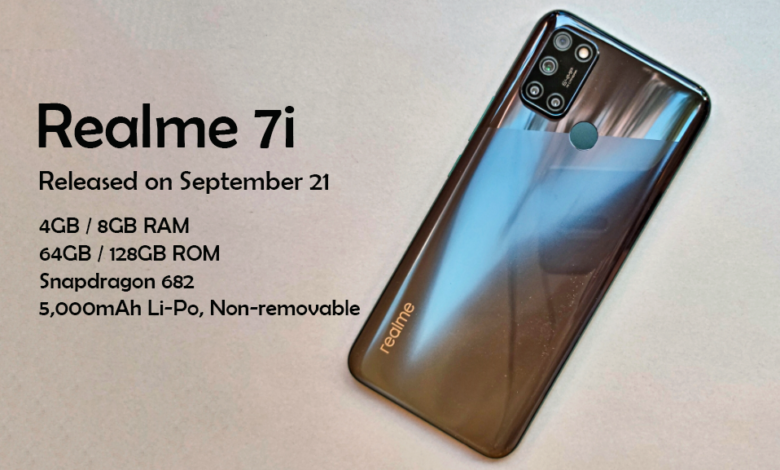 Realme 7i
Released on September 21
4GB / 8GB RAM
64GB / 128GB ROM
Snapdragon 682
5,000mAh Li-Po, Non-removable
realme